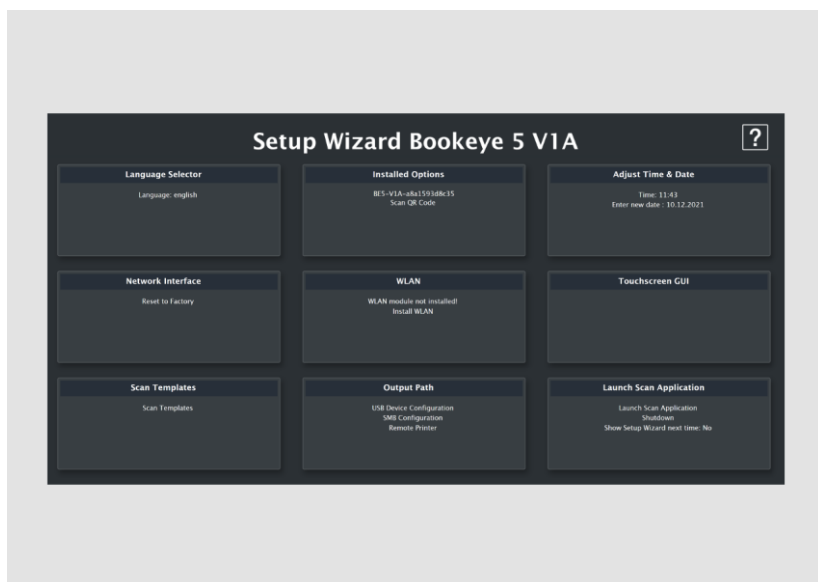 Setup Wizard Bookeye 5 V1A
?
Language Selector
Language: english
Installed Options
BE5-V1A-a8a1593d8c35
Scan QR Code
Adjust Time & Date
Time: 11:43
Enter new date : 10.12.2021
Network Interface
Reset to Factory
WLAN
WLAN module not installed!
Install WLAN
Touchscreen GUI
Scan Templates
Scan Templates
Output Path
USB Device Configuration
SMB Configuration
Remote Printer
Launch Scan Application
Launch Scan Application
Shutdown
Show Setup Wizard next time: No